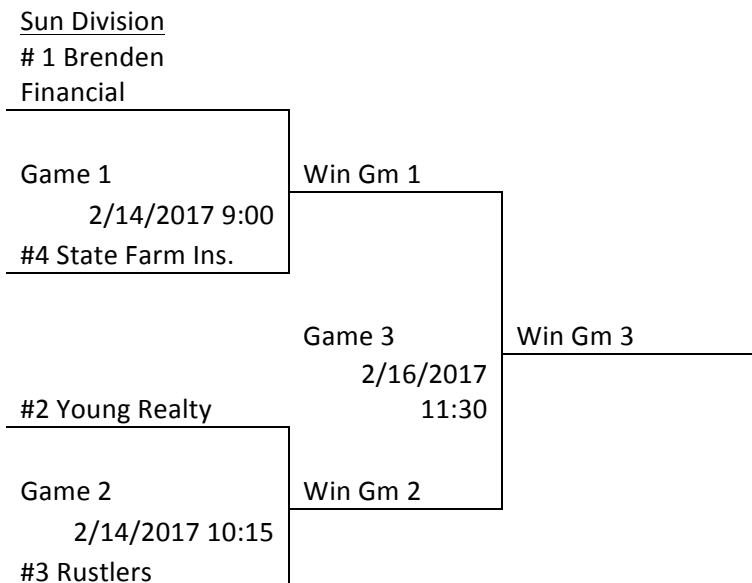 Sun Division
# 1 Brenden
Financial
Game 1
Win Gm 1
2/14/2017 9:00
#4 State Farm Ins.
Game 3
Win Gm 3
2/16/2017
11:30
#2 Young Realty
Game 2
Win Gm 2
2/14/2017 10:15
#3 Rustlers